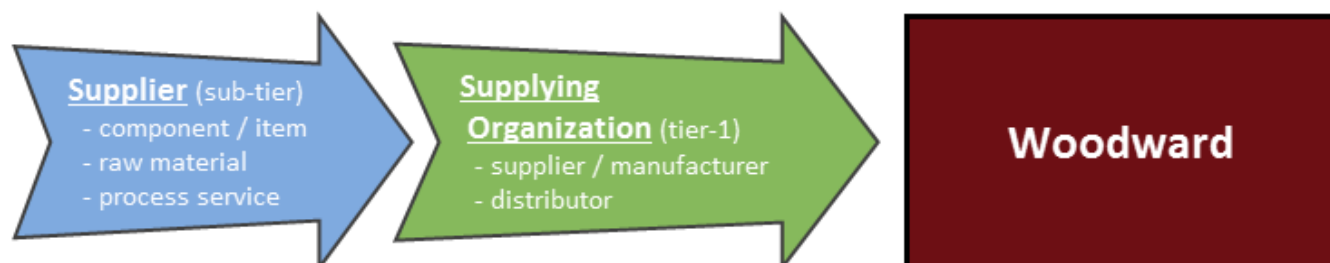 Supplier (sub-tier)
- component / item
- raw material
- process service
Supplying
Organization (tier-1)
- supplier / manufacturer
- distributor
Woodward